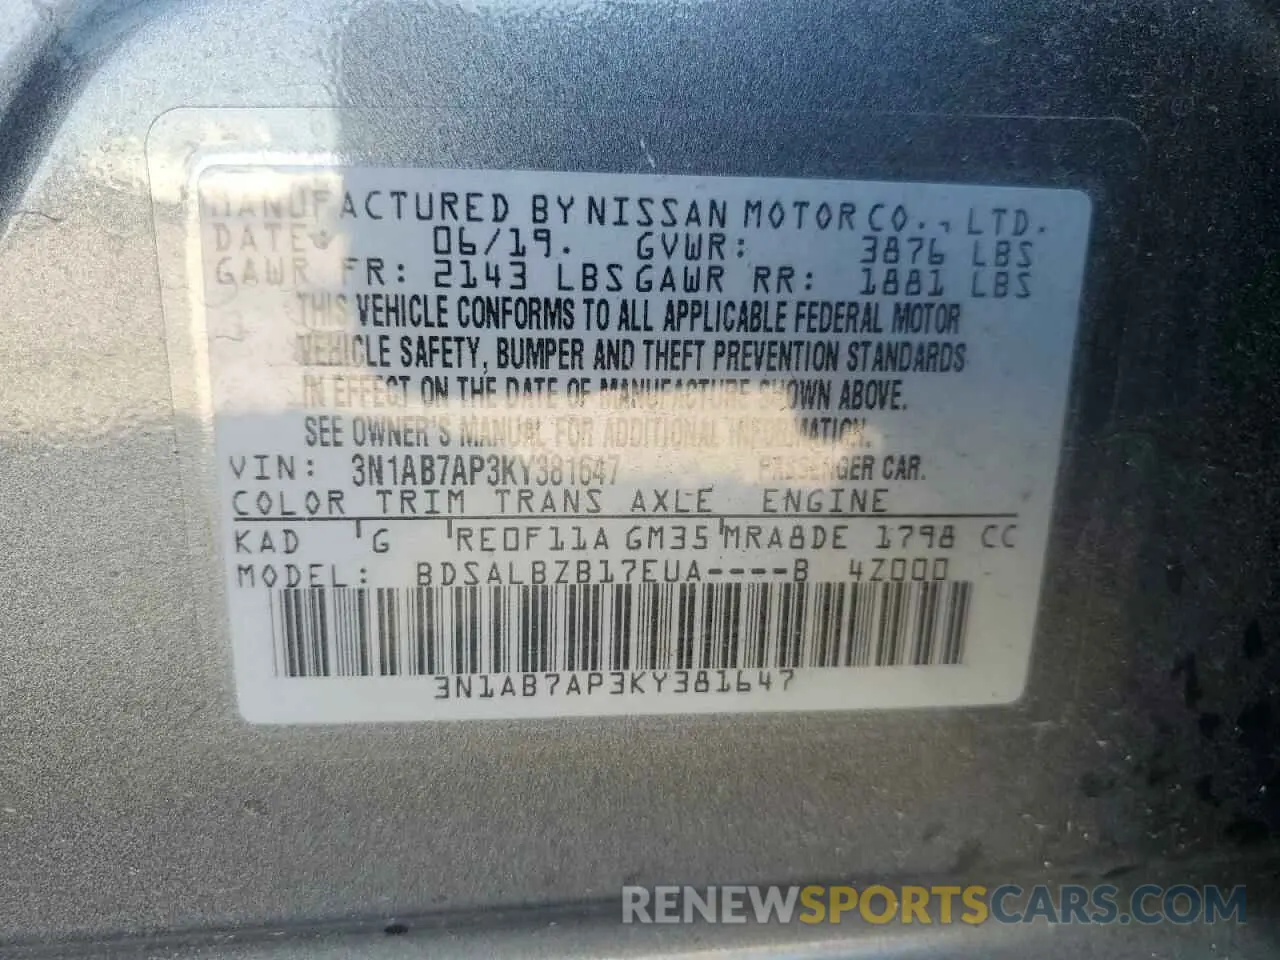 MANUFACTURED BY NISSAN MOTOR CO., LTD.
DATE: 06/19. GVWR: 3876 LBS
GAWR FR: 2143 LBS GAWR RR: 1881 LBS
THIS VEHICLE CONFORMS TO ALL APPLICABLE FEDERAL MOTOR
VEHICLE SAFETY, BUMPER AND THEFT PREVENTION STANDARDS
IN EFFECT ON THE DATE OF MANUFACTURE SHOWN ABOVE.
SEE OWNER'S MANUAL FOR ADDITIONAL INFORMATION.
VIN: 3N1AB7AP3KY381647 PASSENGER CAR.
COLOR TRIM TRANS AXLE ENGINE
KAD G RE0F11A GM35 MRA8DE 1798 CC
MODEL: BDSALBZB17EUA----B 4Z000
3N1AB7AP3KY381647
RENEWSPORTSCARS.COM